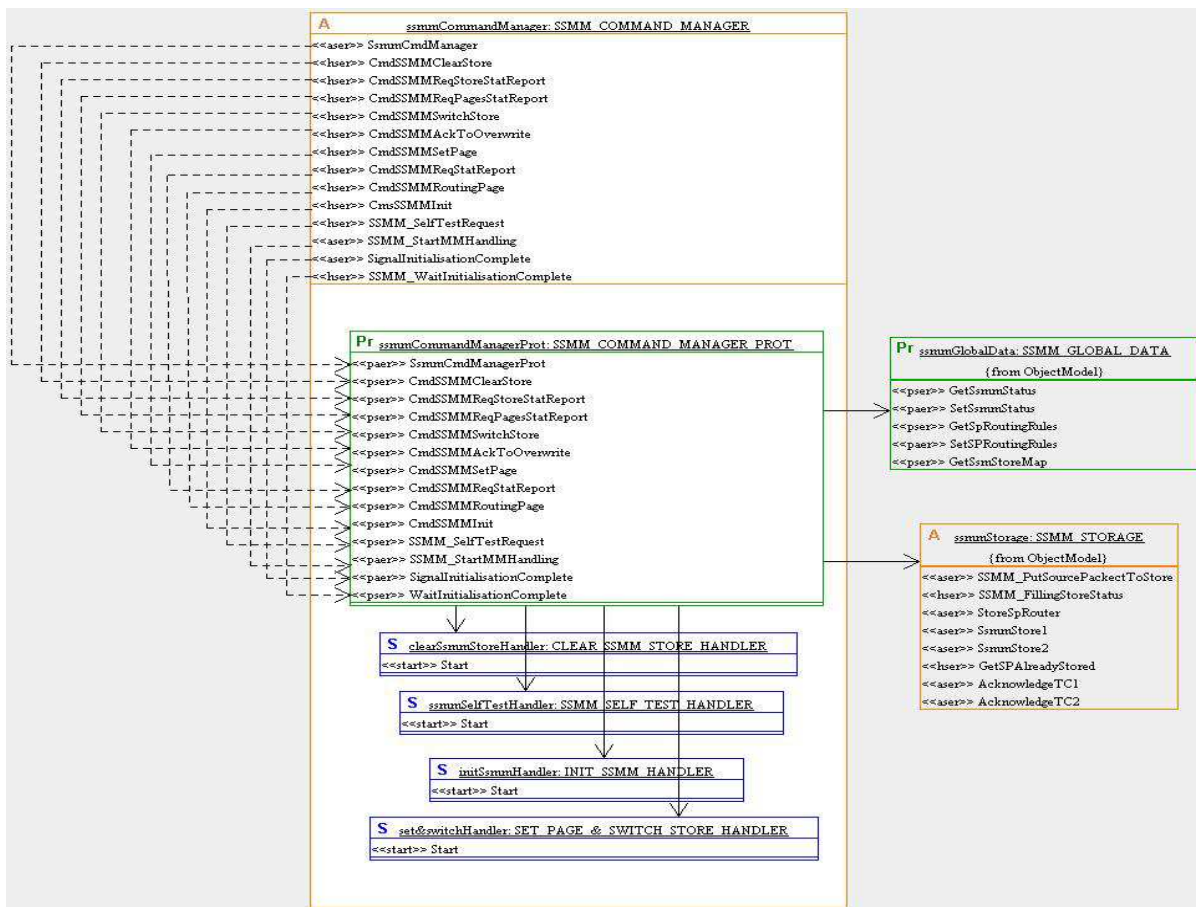 A ssmmCommandManager: SSMM_COMMAND_MANAGER
<<aser>> SsmmCmdManager
<<hser>> CmdSSMMClearStore
<<hser>> CmdSSMMReqStoreStatReport
<<hser>> CmdSSMMReqPagesStatReport
<<hser>> CmdSSMMSwitchStore
<<hser>> CmdSSMMAckToOverwrite
<<hser>> CmdSSMMSetPage
<<hser>> CmdSSMMReqStatReport
<<hser>> CmdSSMMRoutingPage
<<hser>> CmsSSMMInit
<<hser>> SSMM_SelfTestRequest
<<aser>> SSMM_StartMMHandling
<<aser>> SignalInitialisationComplete
<<hser>> SSMM_WaitInitialisationComplete
Pr ssmmCommandManagerProt: SSMM_COMMAND_MANAGER_PROT
<<paer>> SsmmCmdManagerProt
<<pser>> CmdSSMMClearStore
<<pser>> CmdSSMMReqStoreStatReport
<<pser>> CmdSSMMReqPagesStatReport
<<pser>> CmdSSMMSwitchStore
<<pser>> CmdSSMMAckToOverwrite
<<pser>> CmdSSMMSetPage
<<pser>> CmdSSMMReqStatReport
<<pser>> CmdSSMMRoutingPage
<<pser>> CmdSSMMInit
<<pser>> SSMM_SelfTestRequest
<<paer>> SSMM_StartMMHandling
<<paer>> SignalInitialisationComplete
<<pser>> WaitInitialisationComplete
Pr ssmmGlobalData: SSMM_GLOBAL_DATA
{from ObjectModel}
<<pser>> GetSsmmStatus
<<paer>> SetSsmmStatus
<<pser>> GetSpRoutingRules
<<paer>> SetSPRoutingRules
<<pser>> GetSsmStoreMap
A ssmmStorage: SSMM_STORAGE
{from ObjectModel}
<<aser>> SSMM_PutSourcePackectToStore
<<hser>> SSMM_FillingStoreStatus
<<aser>> StoreSpRouter
<<aser>> SsmmStore1
<<aser>> SsmmStore2
<<hser>> GetSPAlreadyStored
<<aser>> AcknowledgeTC1
<<aser>> AcknowledgeTC2
S clearSsmmStoreHandler: CLEAR_SSMM_STORE_HANDLER
<<start>> Start
S ssmmSelfTestHandler: SSMM_SELF_TEST_HANDLER
<<start>> Start
S initSsmmHandler: INIT_SSMM_HANDLER
<<start>> Start
S set&switchHandler: SET_PAGE_&_SWITCH_STORE_HANDLER
<<start>> Start